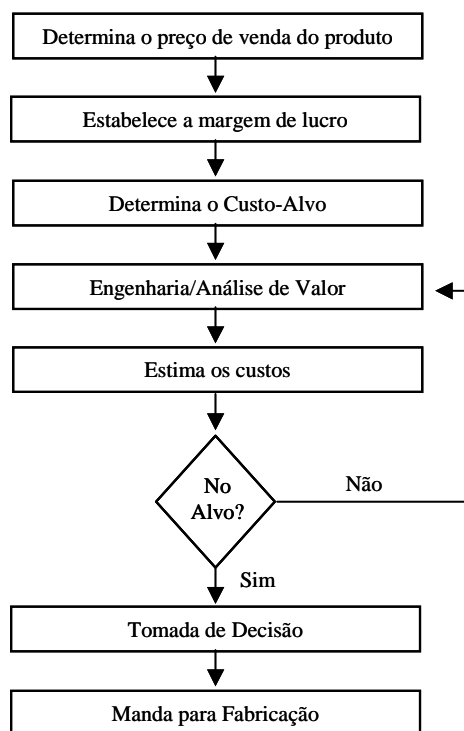 Determina o preço de venda do produto
Estabelece a margem de lucro
Determina o Custo-Alvo
Engenharia/Análise de Valor
Estima os custos
No
Alvo?
Não
Sim
Tomada de Decisão
Manda para Fabricação